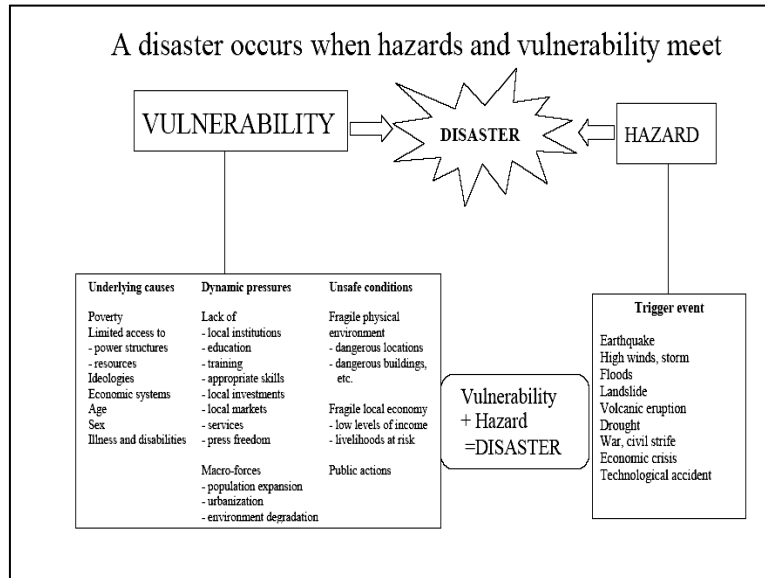 A disaster occurs when hazards and vulnerability meet
VULNERABILITY
DISASTER
HAZARD
Underlying causes
Poverty
Limited access to
- power structures
- resources
Ideologies
Economic systems
Age
Sex
Illness and disabilities
Dynamic pressures
Lack of
- local institutions
- education
- training
- appropriate skills
- local investments
- local markets
- services
- press freedom
Macro-forces
- population expansion
- urbanization
- environment degradation
Unsafe conditions
Fragile physical
environment
- dangerous locations
- dangerous buildings,
etc.
Fragile local economy
- low levels of income
- livelihoods at risk
Public actions
Vulnerability
+ Hazard
=DISASTER
Trigger event
Earthquake
High winds, storm
Floods
Landslide
Volcanic eruption
Drought
War, civil strife
Economic crisis
Technological accident